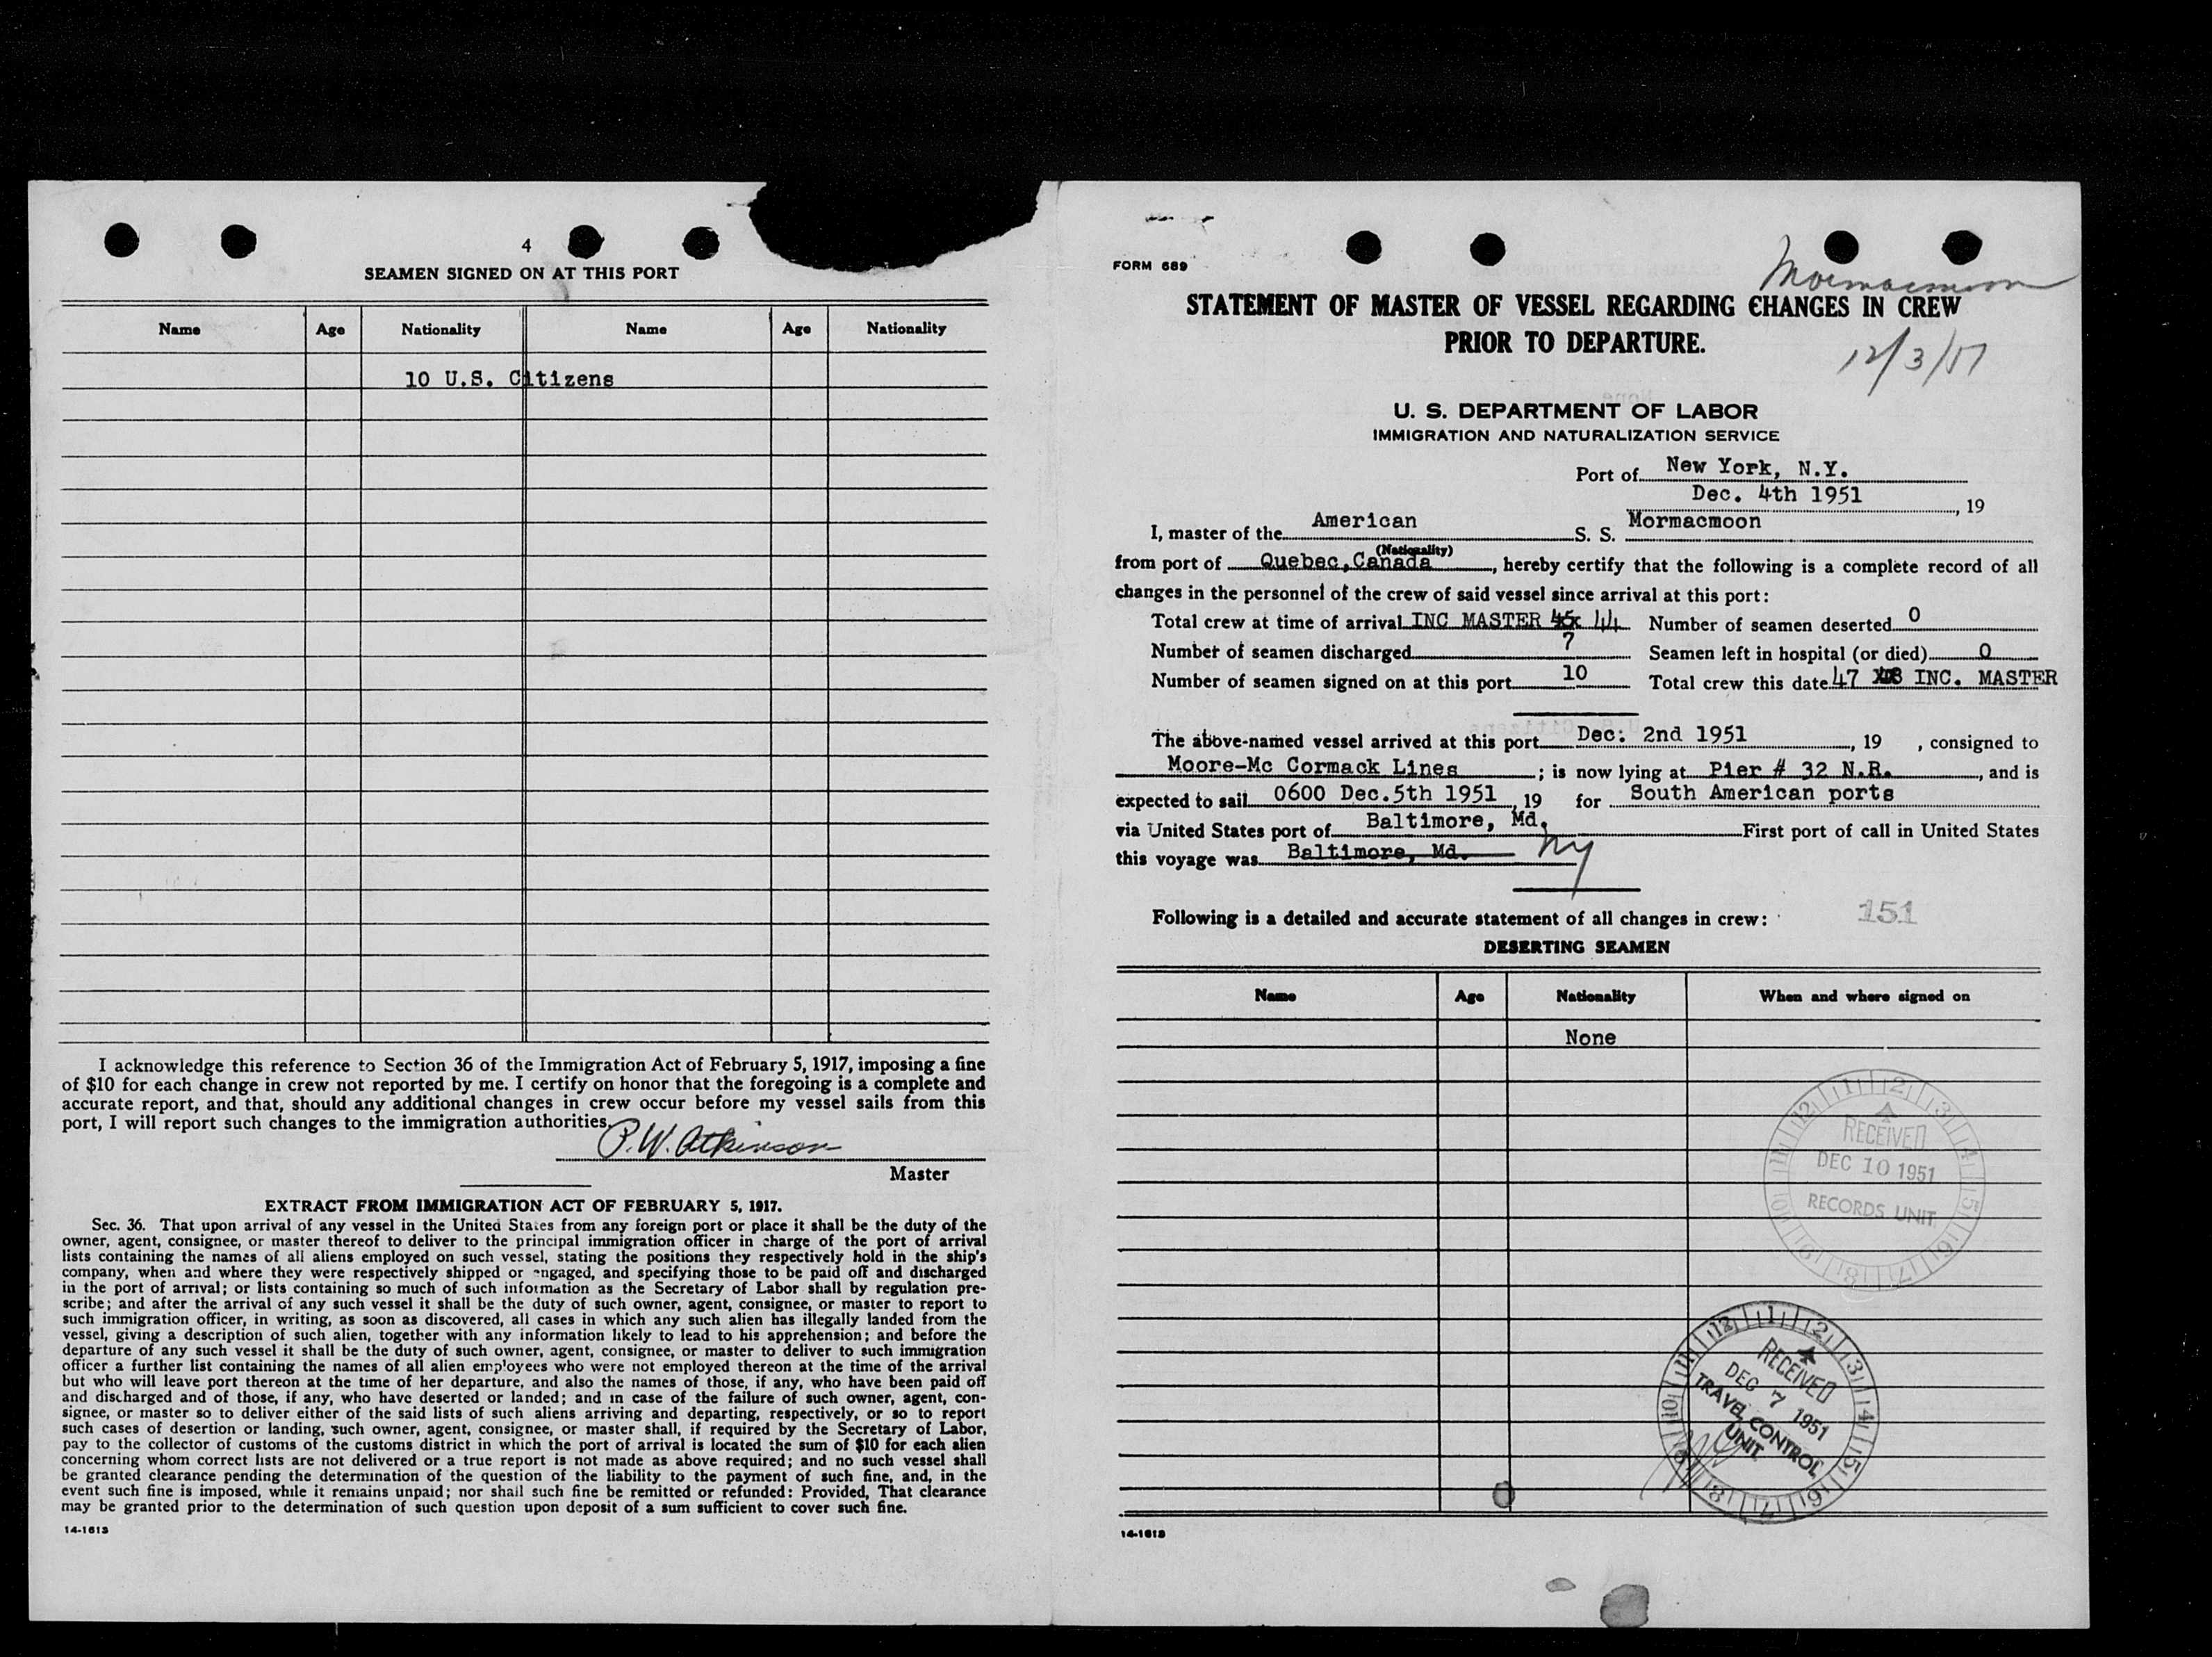 4
SEAMEN SIGNED ON AT THIS PORT
Name Age Nationality Name Age Nationality
10 U.S. Citizens
I acknowledge this reference to Section 36 of the Immigration Act of February 5, 1917, imposing a fine
of $10 for each change in crew not reported by me. I certify on honor that the foregoing is a complete and
accurate report, and that, should any additional changes in crew occur before my vessel sails from this
port, I will report such changes to the immigration authorities.
P.W. Atkinson
Master
EXTRACT FROM IMMIGRATION ACT OF FEBRUARY 5, 1917.
Sec. 36. That upon arrival of any vessel in the United States from any foreign port or place it shall be the duty of the
owner, agent, consignee, or master thereof to deliver to the principal immigration officer in charge of the port of arrival
lists containing the names of all aliens employed on such vessel, stating the positions they respectively hold in the ship's
company, when and where they were respectively shipped or engaged, and specifying those to be paid off and discharged
in the port of arrival; or lists containing so much of such information as the Secretary of Labor shall by regulation pre-
scribe; and after the arrival of any such vessel it shall be the duty of such owner, agent, consignee, or master to report to
such immigration officer, in writing, as soon as discovered, all cases in which any such alien has illegally landed from the
vessel, giving a description of such alien, together with any information likely to lead to his apprehension; and before the
departure of any such vessel it shall be the duty of such owner, agent, consignee, or master to deliver to such immigration
officer a further list containing the names of all alien employees who were not employed thereon at the time of the arrival
but who will leave port thereon at the time of her departure, and also the names of those, if any, who have been paid off
and discharged and of those, if any, who have deserted or landed; and in case of the failure of such owner, agent, con-
signee, or master so to deliver either of the said lists of such aliens arriving and departing, respectively, or so to report
such cases of desertion or landing, such owner, agent, consignee, or master shall, if required by the Secretary of Labor,
pay to the collector of customs of the customs district in which the port of arrival is located the sum of $10 for each alien
concerning whom correct lists are not delivered or a true report is not made as above required; and no such vessel shall
be granted clearance pending the determination of the question of the liability to the payment of such fine, and, in the
event such fine is imposed, while it remains unpaid; nor shall such fine be remitted or refunded: Provided, That clearance
may be granted prior to the determination of such question upon deposit of a sum sufficient to cover such fine.
14-1613
FORM 689
Mormacmoon
STATEMENT OF MASTER OF VESSEL REGARDING CHANGES IN CREW
PRIOR TO DEPARTURE.
12/3/51
U. S. DEPARTMENT OF LABOR
IMMIGRATION AND NATURALIZATION SERVICE
Port of New York, N.Y.
Dec. 4th 1951, 19
I, master of the American S. S. Mormacmoon
(Nationality)
from port of Quebec, Canada, hereby certify that the following is a complete record of all
changes in the personnel of the crew of said vessel since arrival at this port:
Total crew at time of arrival INC MASTER 45x 44 Number of seamen deserted 0
Number of seamen discharged 7 Seamen left in hospital (or died) 0
Number of seamen signed on at this port 10 Total crew this date 47 INC. MASTER
The above-named vessel arrived at this port Dec. 2nd 1951, 19 , consigned to
Moore-Mc Cormack Lines; is now lying at Pier # 32 N.R., and is
expected to sail 0600 Dec.5th 1951, 19 for South American ports
via United States port of Baltimore, Md. First port of call in United States
this voyage was Baltimore, Md. NY
Following is a detailed and accurate statement of all changes in crew:
151
DESERTING SEAMEN
Name Age Nationality When and where signed on
None
RECEIVED
DEC 10 1951
RECORDS UNIT
RECEIVED
DEC 7 1951
TRAVEL CONTROL
UNIT
14-1613